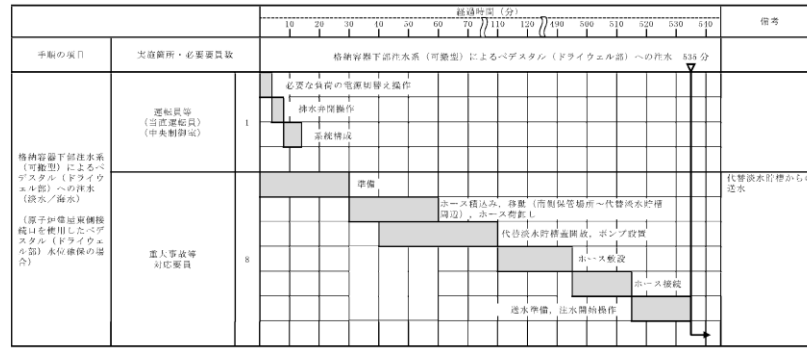 経過時間（分）
備考
10 20 30 40 50 60 70 110 120 490 500 510 520 530 540
手順の項目
実施箇所・必要要員数
格納容器下部注水系（可搬型）によるペデスタル（ドライウェル部）への注水 535分
格納容器下部注水系
（可搬型）によるペ
デスタル（ドライウ
ェル部）への注水
（淡水／海水）
（原子炉建屋東側接
続口を使用したペデ
スタル（ドライウェ
ル部）水位確保の場
合）
運転員等
（当直運転員）
（中央制御室）
1
必要な負荷の電源切替え操作
排水弁閉操作
系統構成
重大事故等
対応要員
8
準備
ホース積込み，移動（南側保管場所～代替淡水貯槽
周辺），ホース荷卸し
代替淡水貯槽蓋開放，ポンプ設置
ホース敷設
ホース接続
送水準備，注水開始操作
代替淡水貯槽からの
送水